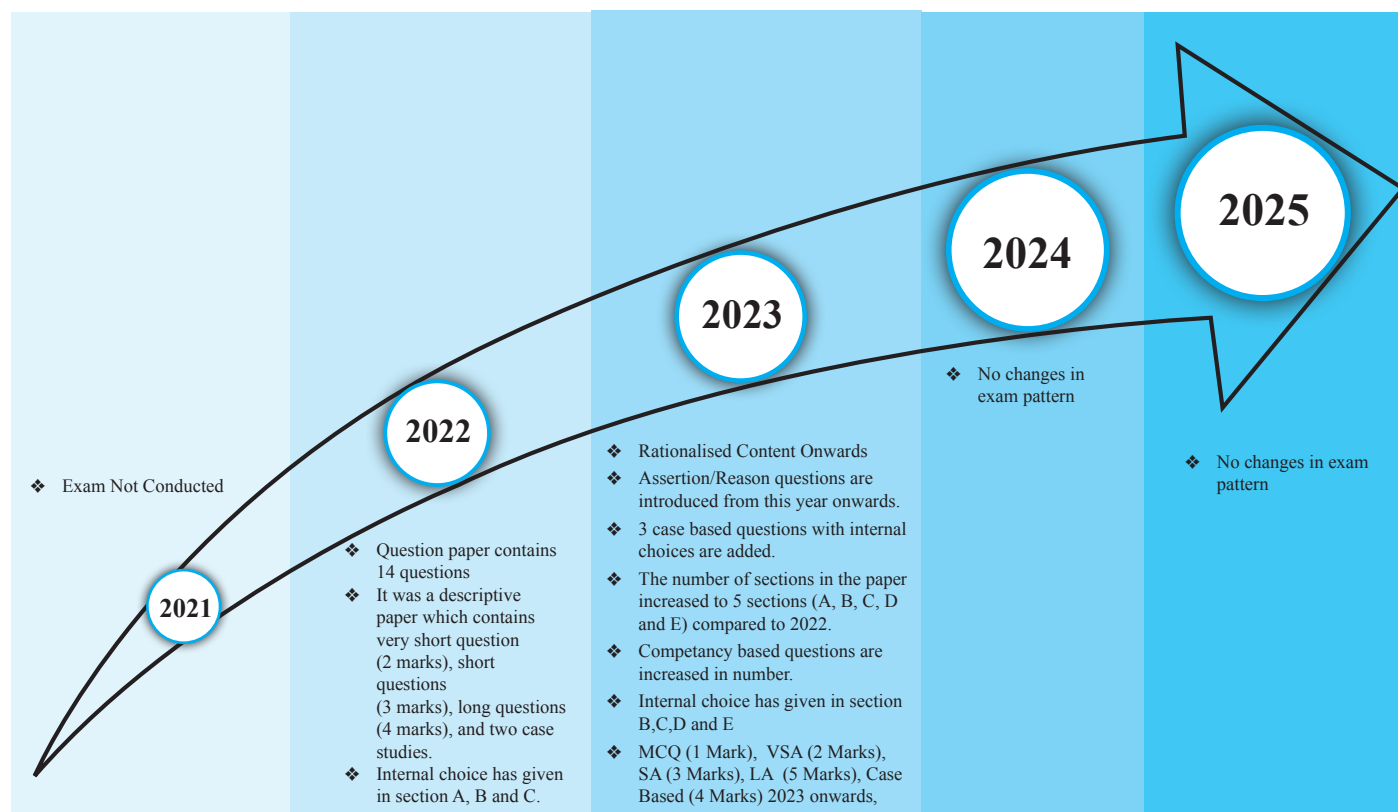 2021
❖ Exam Not Conducted
2022
❖ Question paper contains
14 questions
❖ It was a descriptive
paper which contains
very short question
(2 marks), short
questions
(3 marks), long questions
(4 marks), and two case
studies.
❖ Internal choice has given
in section A, B and C.
2023
❖ Rationalised Content Onwards
❖ Assertion/Reason questions are
introduced from this year onwards.
❖ 3 case based questions with internal
choices are added.
❖ The number of sections in the paper
increased to 5 sections (A, B, C, D
and E) compared to 2022.
❖ Competancy based questions are
increased in number.
❖ Internal choice has given in section
B,C,D and E
❖ MCQ (1 Mark), VSA (2 Marks),
SA (3 Marks), LA (5 Marks), Case
Based (4 Marks) 2023 onwards,
2024
❖ No changes in
exam pattern
2025
❖ No changes in exam
pattern